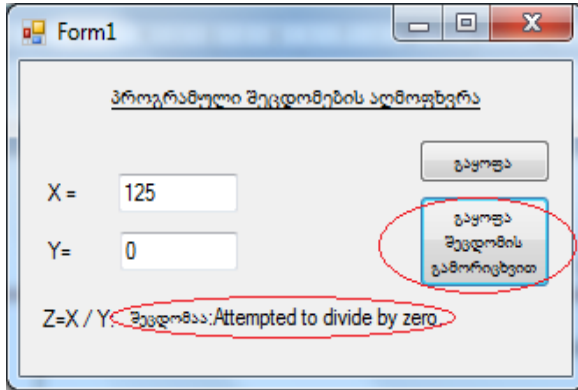 Form1
პროგრამული შეცდომების აღმოფხვრა
გაყოფა
X =
125
გაყოფა
შეცდომის
გამორიცხვით
Y=
0
Z=X / Y: შეცდომაა:Attempted to divide by zero.